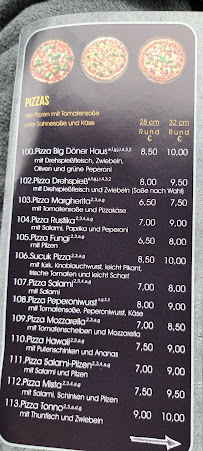 PIZZAS
Alle Pizzen mit Tomatensoße
oder Sahnesoße und Käse
28 cm 32 cm
Rund Rund
€ €
100.Pizza Big Döner Haus 8,50 10,00
mit Drehspießfleisch, Zwiebeln,
Oliven und grüne Peperoni
102.Pizza Drehspieß 8,00 9,50
mit Drehspießfleisch und Zwiebeln (Soße nach Wahl)
103.Pizza Margherita 6,50 7,50
mit Tomatensoße und Pizzakäse
104.Pizza Rustika 7,00 9,00
mit Salami, Paprika und Peperoni
105.Pizza Fungi 6,50 8,00
mit Pilzen
106.Sucuk Pizza 8,50 10,00
mit türk. Knoblauchwurst, leicht Pikant,
frische Tomaten und leicht Scharf
107.Pizza Salami 7,00 8,00
mit Salami
108.Pizza Peperoniwurst 7,00 9,00
mit Tomatensoße, Peperoniwurst, Käse
109.Pizza Mozzarella 7,00 8,50
mit Tomatenscheiben und Mozzarella
110.Pizza Hawaii 7,00 9,00
mit Putenschinken und Ananas
111.Pizza Salami-Pilzen 7,00 9,00
mit Salami und Pilzen
112.Pizza Mista 7,50 9,50
mit Salami, Schinken und Pilzen
113.Pizza Tonno 9,00 10,00
mit Thunfisch und Zwiebeln